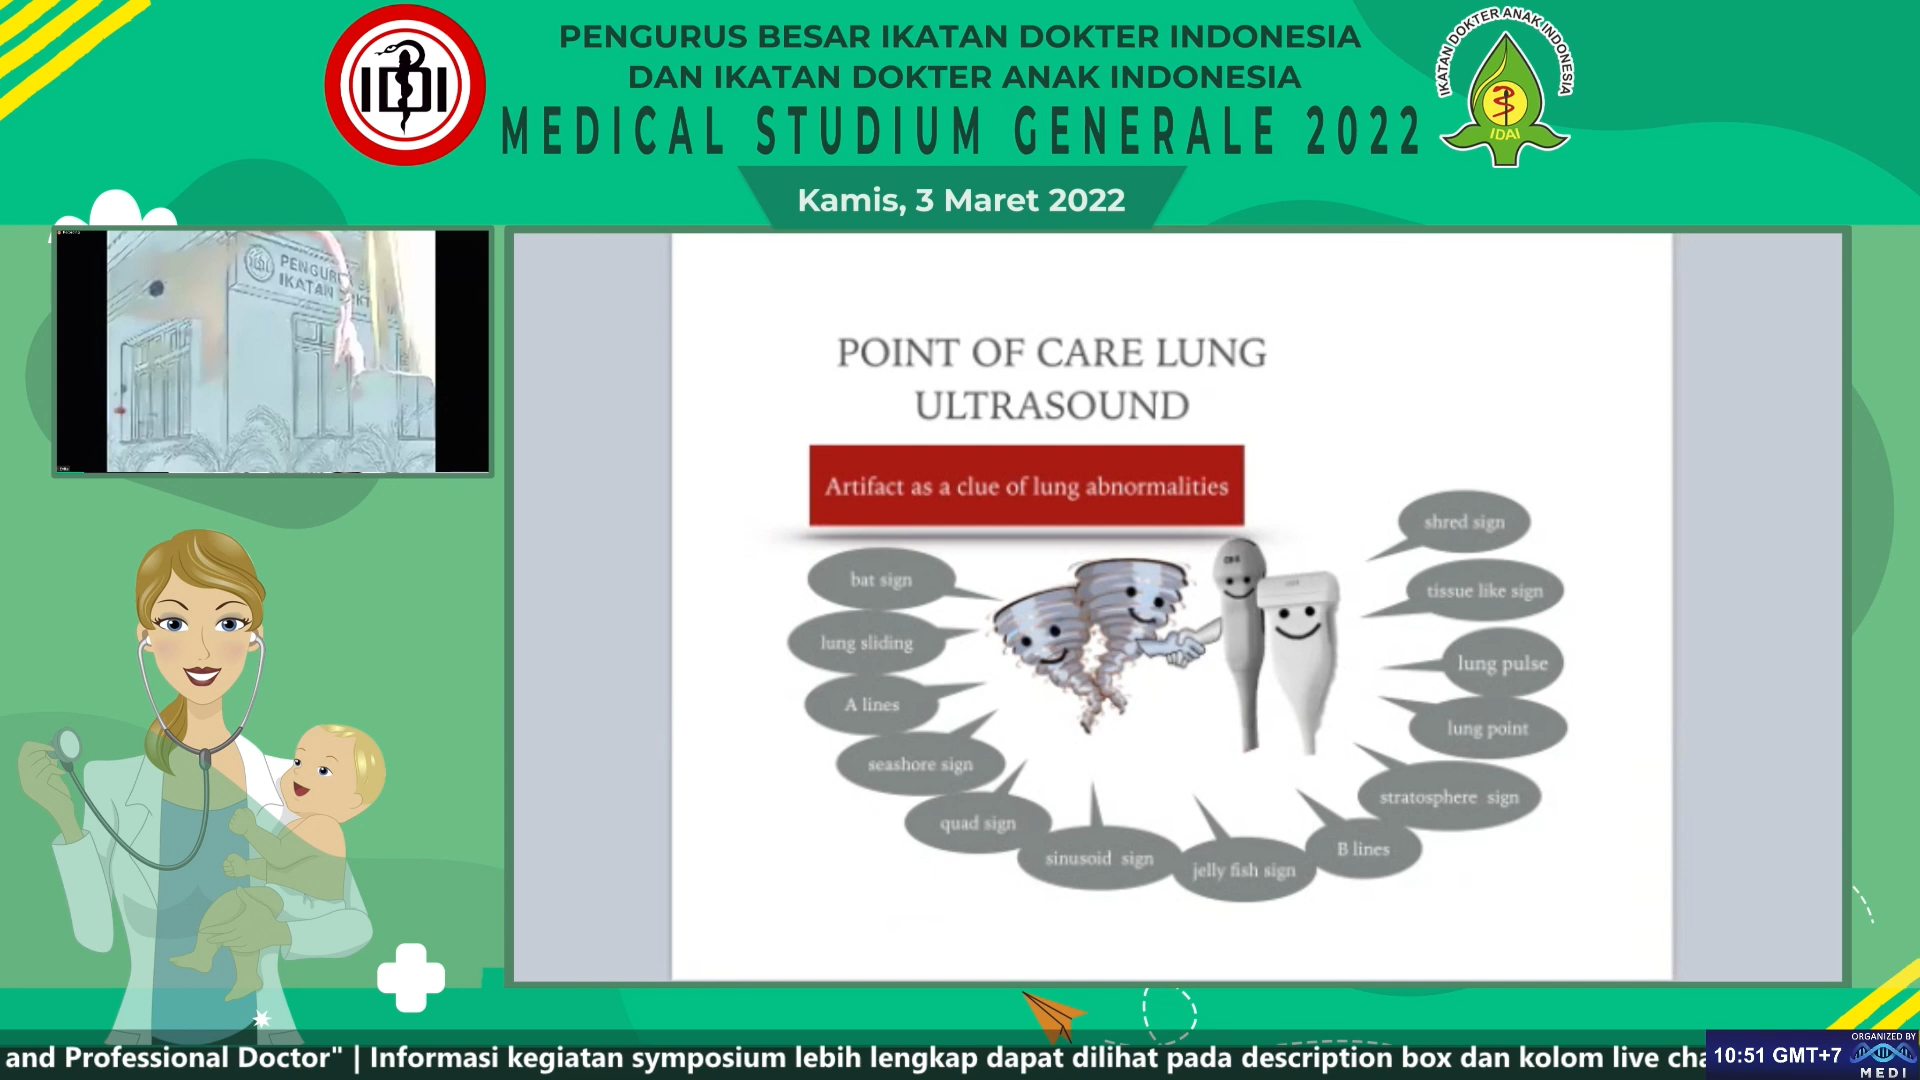 PENGURUS BESAR IKATAN DOKTER INDONESIA
DAN IKATAN DOKTER ANAK INDONESIA
MEDICAL STUDIUM GENERALE 2022
Kamis, 3 Maret 2022
IDI
IKATAN DOKTER ANAK INDONESIA
IDAI
PENGURUS
IKATAN
POINT OF CARE LUNG
ULTRASOUND
Artifact as a clue of lung abnormalities
bat sign
lung sliding
A lines
seashore sign
quad sign
sinusoid sign
jelly fish sign
B lines
stratosphere sign
lung point
lung pulse
tissue like sign
shred sign
and Professional Doctor" | Informasi kegiatan symposium lebih lengkap dapat dilihat pada description box dan kolom live cha
10:51 GMT+7
ORGANIZED BY
MEDI